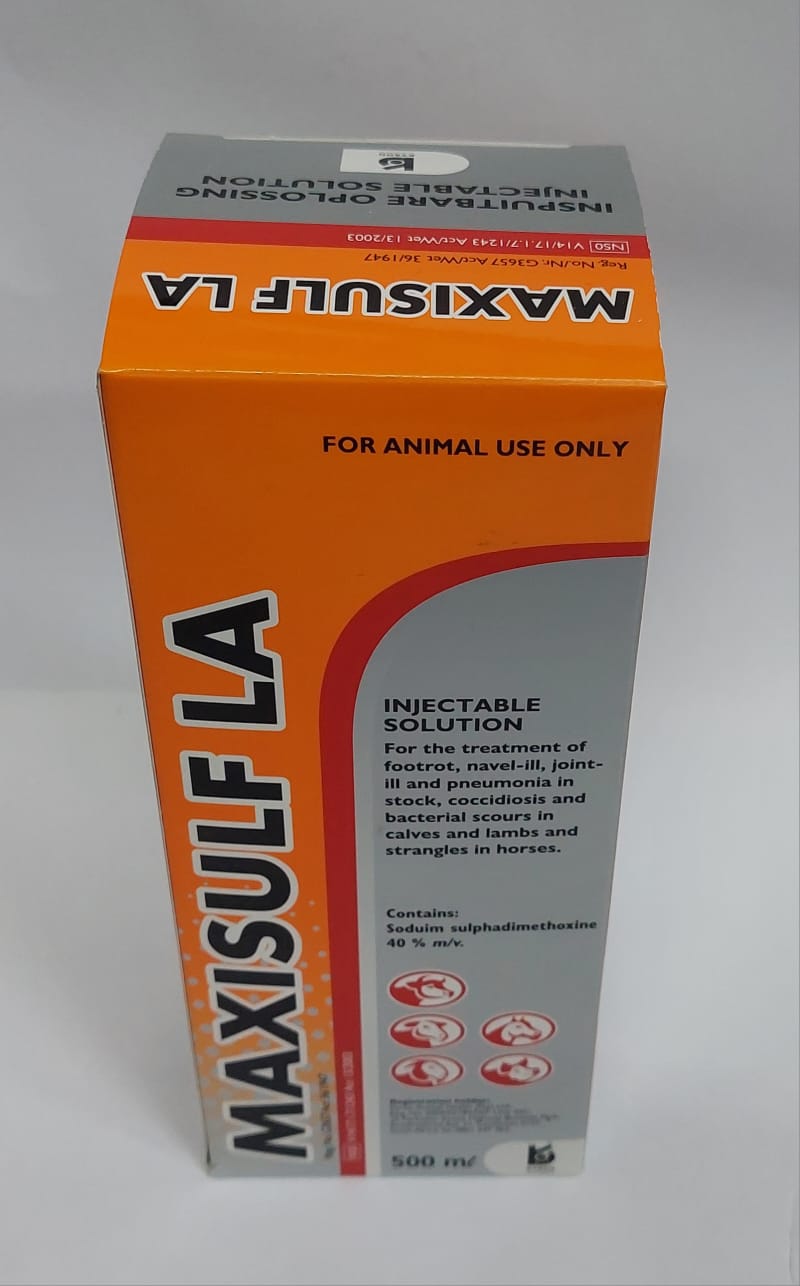 INSPUITBARE OPLOSSING
INJECTABLE SOLUTION
NS0 V14/17.1.7/1243 Act/Wet 13/2003
Reg. No./Nr. G3657 Act/Wet 36/1947
MAXISULF LA
FOR ANIMAL USE ONLY
MAXISULF LA
INJECTABLE
SOLUTION
For the treatment of
footrot, navel-ill, joint-
ill and pneumonia in
stock, coccidiosis and
bacterial scours in
calves and lambs and
strangles in horses.
Contains:
Soduim sulphadimethoxine
40 % m/v.
Registration holder:
500 mℓ